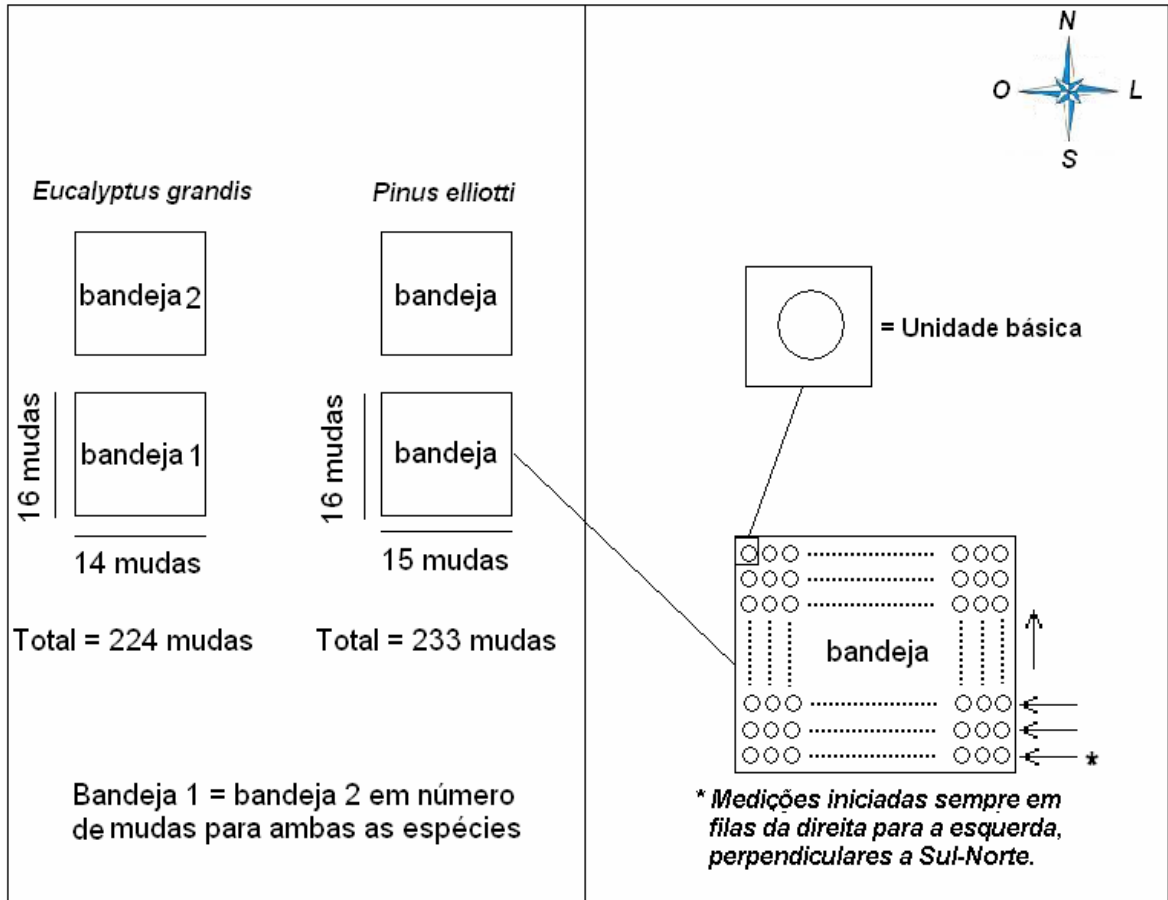 Eucalyptus grandis
bandeja 2
16 mudas
bandeja 1
14 mudas
Total = 224 mudas
Pinus elliotti
bandeja
16 mudas
bandeja
15 mudas
Total = 233 mudas
Bandeja 1 = bandeja 2 em número
de mudas para ambas as espécies
N
O
L
S
= Unidade básica
bandeja
*
* Medições iniciadas sempre em
filas da direita para a esquerda,
perpendiculares a Sul-Norte.